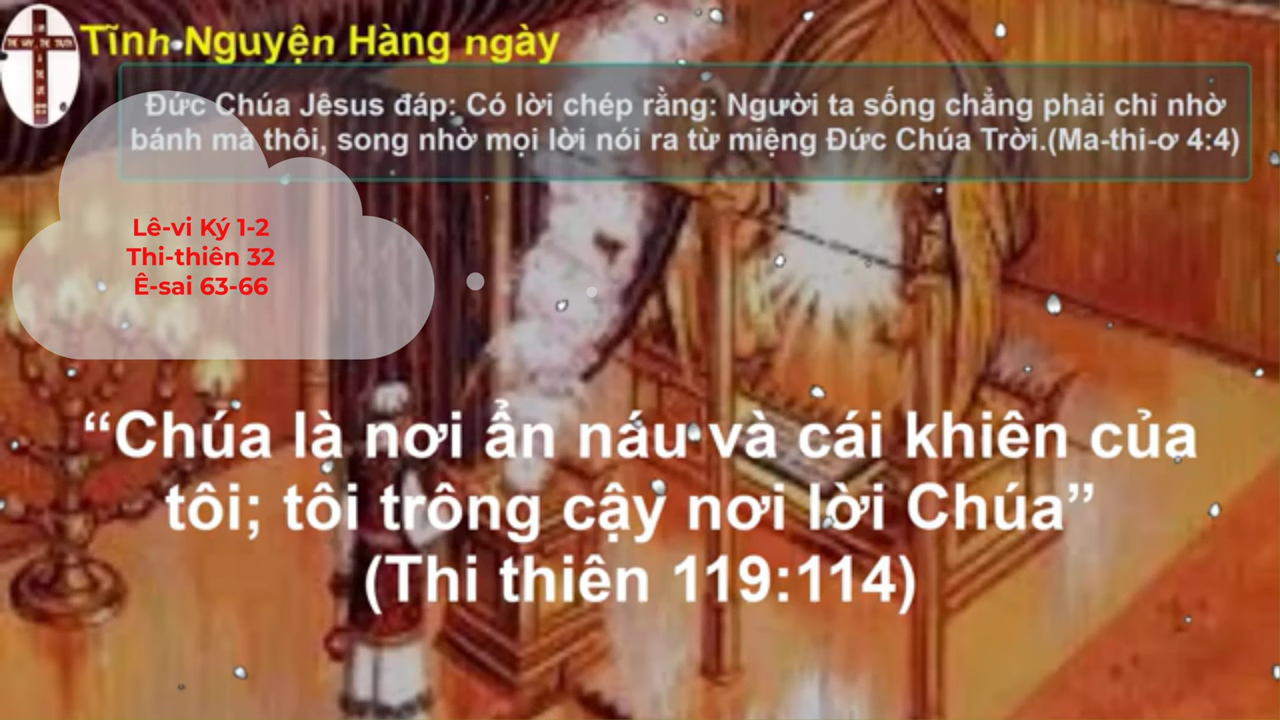 Tĩnh Nguyện Hàng ngày
Đức Chúa Jêsus đáp: Có lời chép rằng: Người ta sống chẳng phải chỉ nhờ
bánh mà thôi, song nhờ mọi lời nói ra từ miệng Đức Chúa Trời.(Ma-thi-ơ 4:4)
Lê-vi Ký 1-2
Thi-thiên 32
Ê-sai 63-66
“Chúa là nơi ẩn náu và cái khiên của
tôi; tôi trông cậy nơi lời Chúa”
(Thi thiên 119:114)